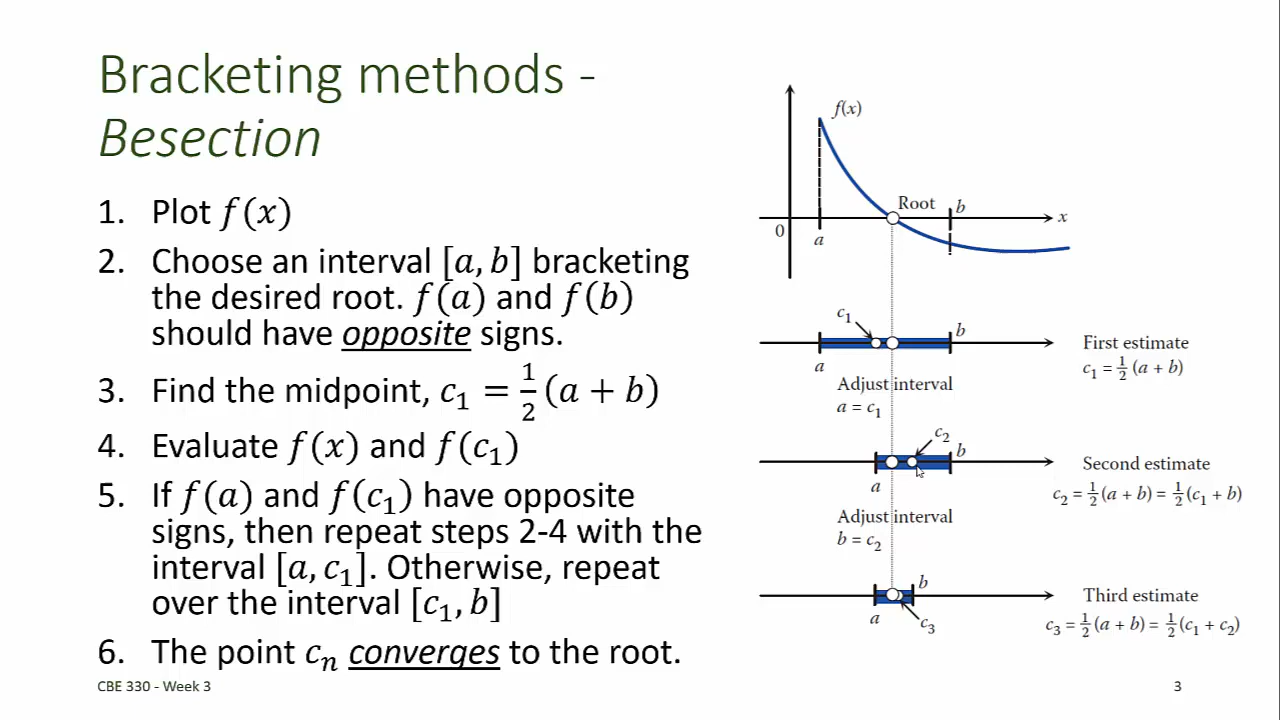 Bracketing methods -
Besection
1. Plot f(x)
2. Choose an interval [a, b] bracketing
the desired root. f(a) and f(b)
should have opposite signs.
3. Find the midpoint, c₁ = ½(a + b)
4. Evaluate f(x) and f(c₁)
5. If f(a) and f(c₁) have opposite
signs, then repeat steps 2-4 with the
interval [a, c₁]. Otherwise, repeat
over the interval [c₁, b]
6. The point cₙ converges to the root.
f(x)
Root
b
x
0
a
c₁
b
a
First estimate
c₁ = ½ (a + b)
Adjust interval
a = c₁
c₂
b
a
Second estimate
c₂ = ½(a + b) = ½(c₁ + b)
Adjust interval
b = c₂
b
a
c₃
Third estimate
c₃ = ½(a + b) = ½(c₁ + c₂)
CBE 330 - Week 3
3